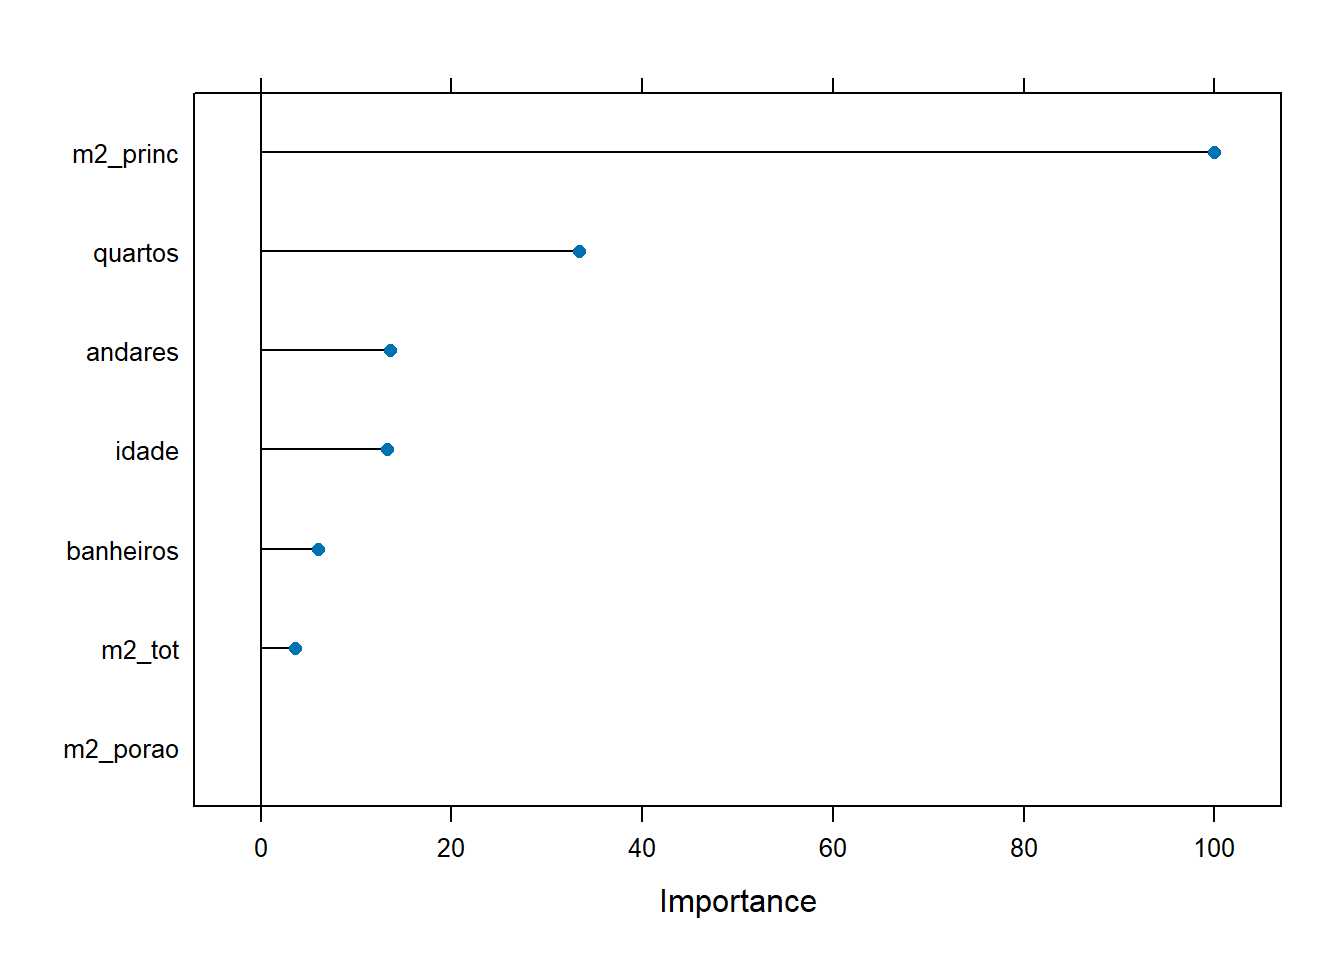 m2_princ
quartos
andares
idade
banheiros
m2_tot
m2_porao
0 20 40 60 80 100
Importance